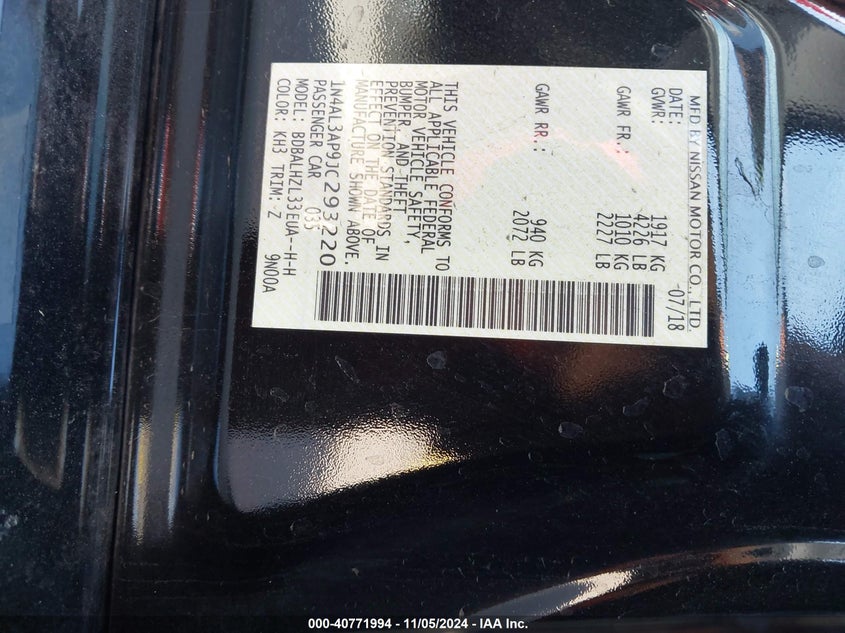 MFD BY NISSAN MOTOR CO., LTD.
DATE: -07/18
GVWR: 1917 KG
4226 LB
GAWR FR.: 1010 KG
2227 LB
GAWR RR.: 940 KG
2072 LB
THIS VEHICLE CONFORMS TO
ALL APPLICABLE FEDERAL
MOTOR VEHICLE SAFETY,
BUMPER, AND THEFT
PREVENTION STANDARDS IN
EFFECT ON THE DATE OF
MANUFACTURE SHOWN ABOVE.
1N4AL3AP9JC293220
PASSENGER CAR 035
MODEL: BDBALHZL33EUA--H-H
COLOR: KH3 TRIM: Z 9N00A
000-40771994 - 11/05/2024 - IAA Inc.